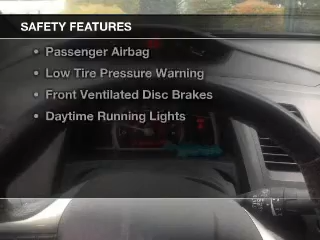 SAFETY FEATURES
• Passenger Airbag
• Low Tire Pressure Warning
• Front Ventilated Disc Brakes
• Daytime Running Lights